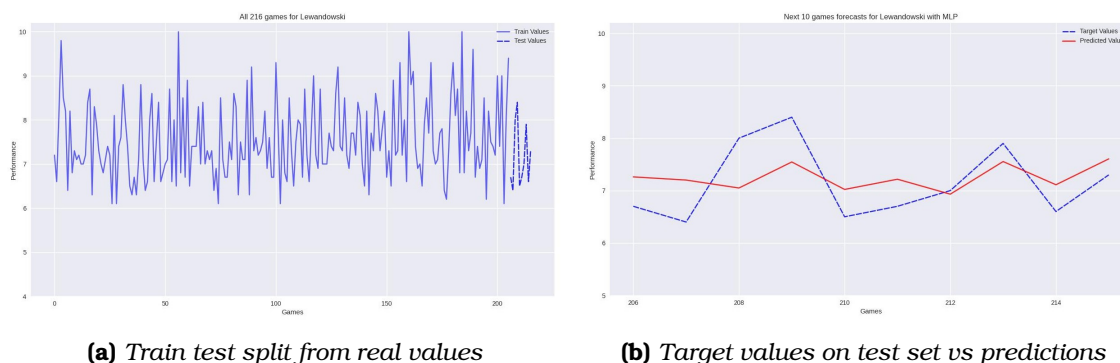 All 216 games for Lewandowski
Train Values
Test Values
Performance
10
9
8
7
6
5
4
0
50
100
150
200
Games
(a) Train test split from real values
Next 10 games forecasts for Lewandowski with MLP
Target Values
Predicted Valu
Performance
10
9
8
7
6
5
206
208
210
212
214
Games
(b) Target values on test set vs predictions